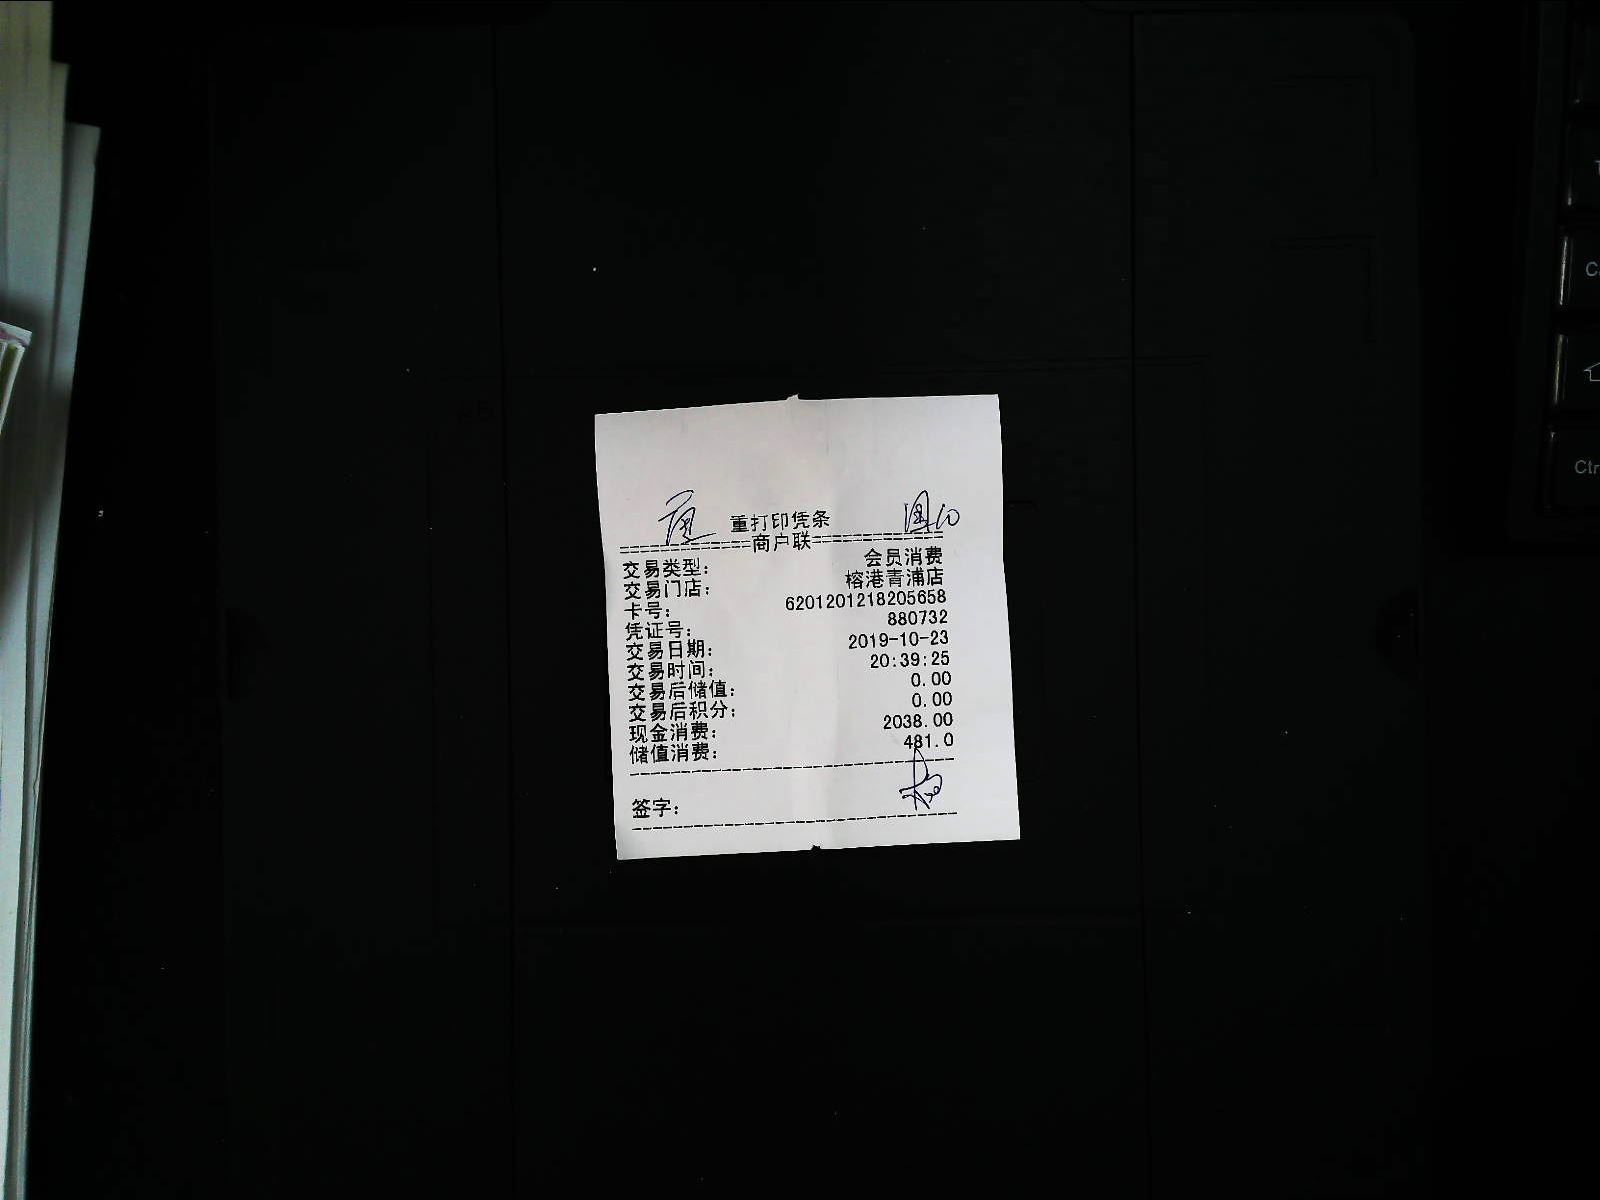 重打印凭条
==============商户联==============
交易类型: 会员消费
交易门店: 榕港青浦店
卡号: 6201201218205658
凭证号: 880732
交易日期: 2019-10-23
交易时间: 20:39:25
交易后储值: 0.00
交易后积分: 0.00
现金消费: 2038.00
储值消费: 481.0
签字:
Ctr